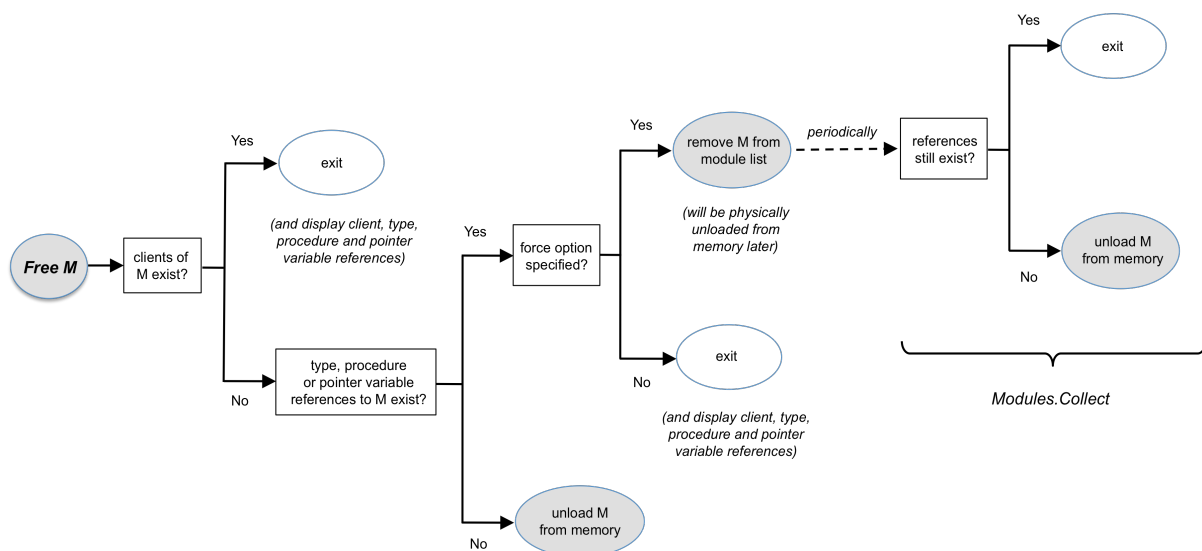 Free M
clients of
M exist?
Yes
exit
(and display client, type,
procedure and pointer
variable references)
No
type, procedure
or pointer variable
references to M exist?
Yes
force option
specified?
Yes
remove M from
module list
(will be physically
unloaded from
memory later)
No
exit
(and display client, type,
procedure and pointer
variable references)
No
unload M
from memory
periodically
references
still exist?
Yes
exit
No
unload M
from memory
Modules.Collect